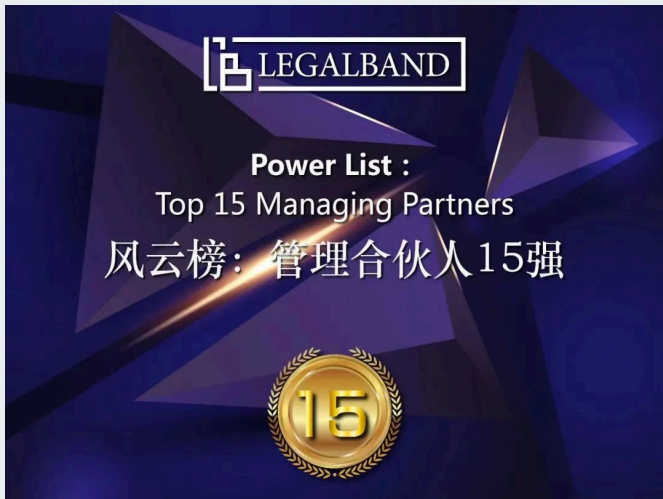 LEGALBAND
Power List :
Top 15 Managing Partners
风云榜：管理合伙人15强
15